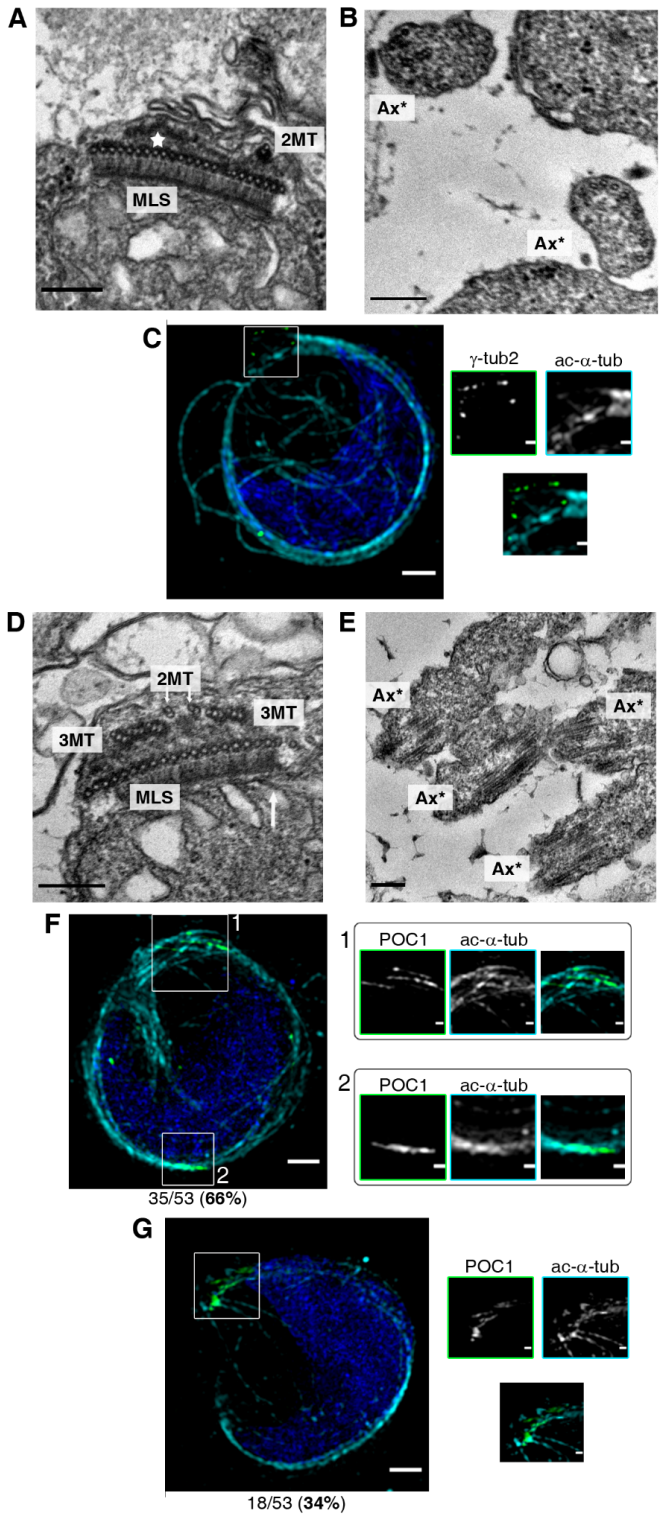 A
B
2MT
MLS
Ax*
Ax*
C
γ-tub2
ac-α-tub
D
E
2MT
3MT
3MT
MLS
Ax*
Ax*
Ax*
Ax*
F
1
2
35/53 (66%)
1
POC1
ac-α-tub
2
POC1
ac-α-tub
G
POC1
ac-α-tub
18/53 (34%)